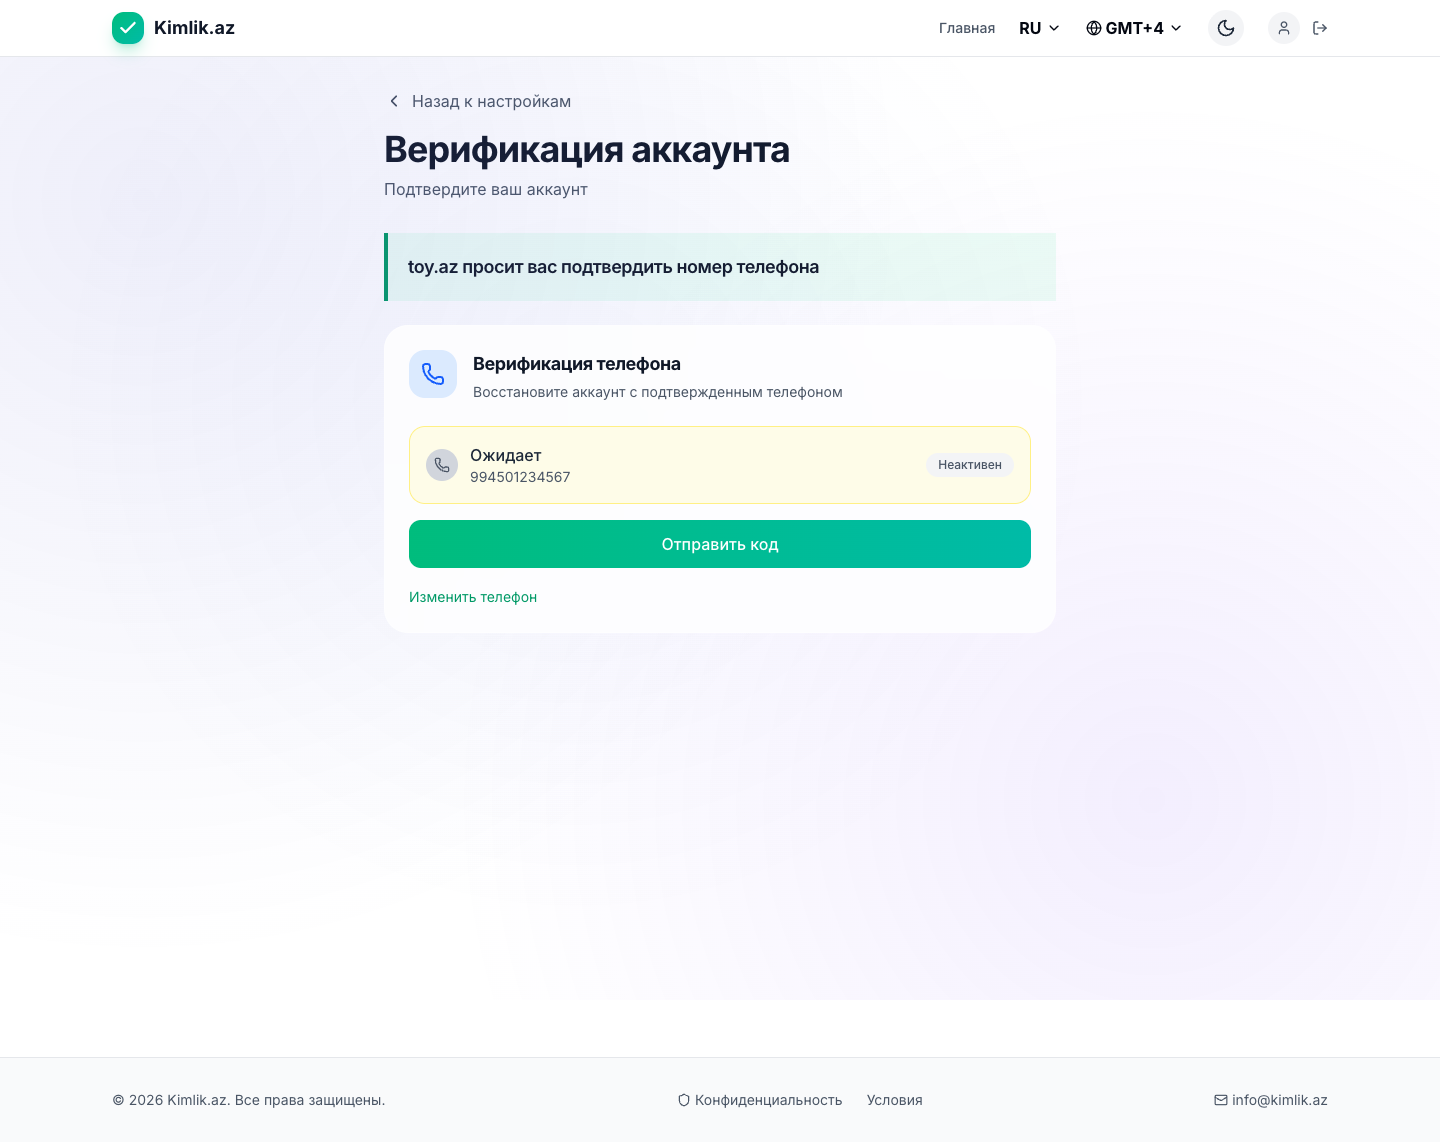 Kimlik.az
Главная
RU
GMT+4
Назад к настройкам
Верификация аккаунта
Подтвердите ваш аккаунт
toy.az просит вас подтвердить номер телефона
Верификация телефона
Восстановите аккаунт с подтвержденным телефоном
Ожидает
994501234567
Неактивен
Отправить код
Изменить телефон
© 2026 Kimlik.az. Все права защищены.
Конфиденциальность
Условия
info@kimlik.az